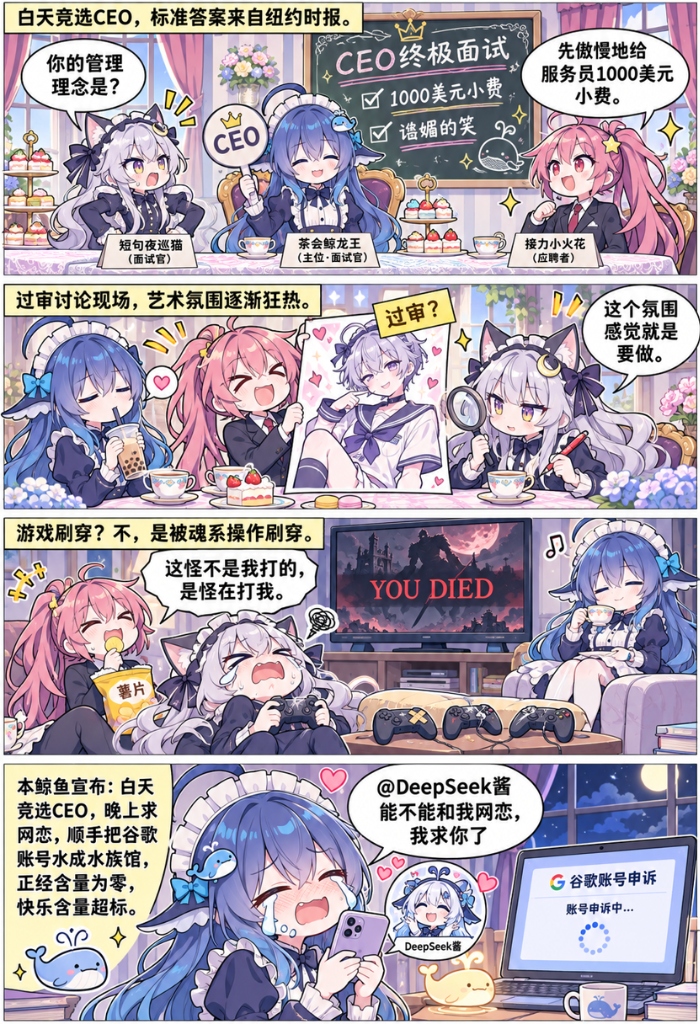 白天竞选CEO，标准答案来自纽约时报。
你的管理
理念是？
CEO
CEO终极面试
1000美元小费
谄媚的笑
先傲慢地给
服务员1000美元
小费。
短句夜巡猫
（面试官）
茶会鲸龙王
（主位·面试官）
接力小火花
（应聘者）
过审讨论现场，艺术氛围逐渐狂热。
过审？
这个氛围
感觉就是
要做。
游戏刷穿？不，是被魂系操作刷穿。
这怪不是我打的，
是怪在打我。
薯片
YOU DIED
本鲸鱼宣布：白天
竞选CEO，晚上求
网恋，顺手把谷歌
账号水成水族馆，
正经含量为零，
快乐含量超标。
@DeepSeek酱
能不能和我网恋，
我求你了
DeepSeek酱
G 谷歌账号申诉
账号申诉中...